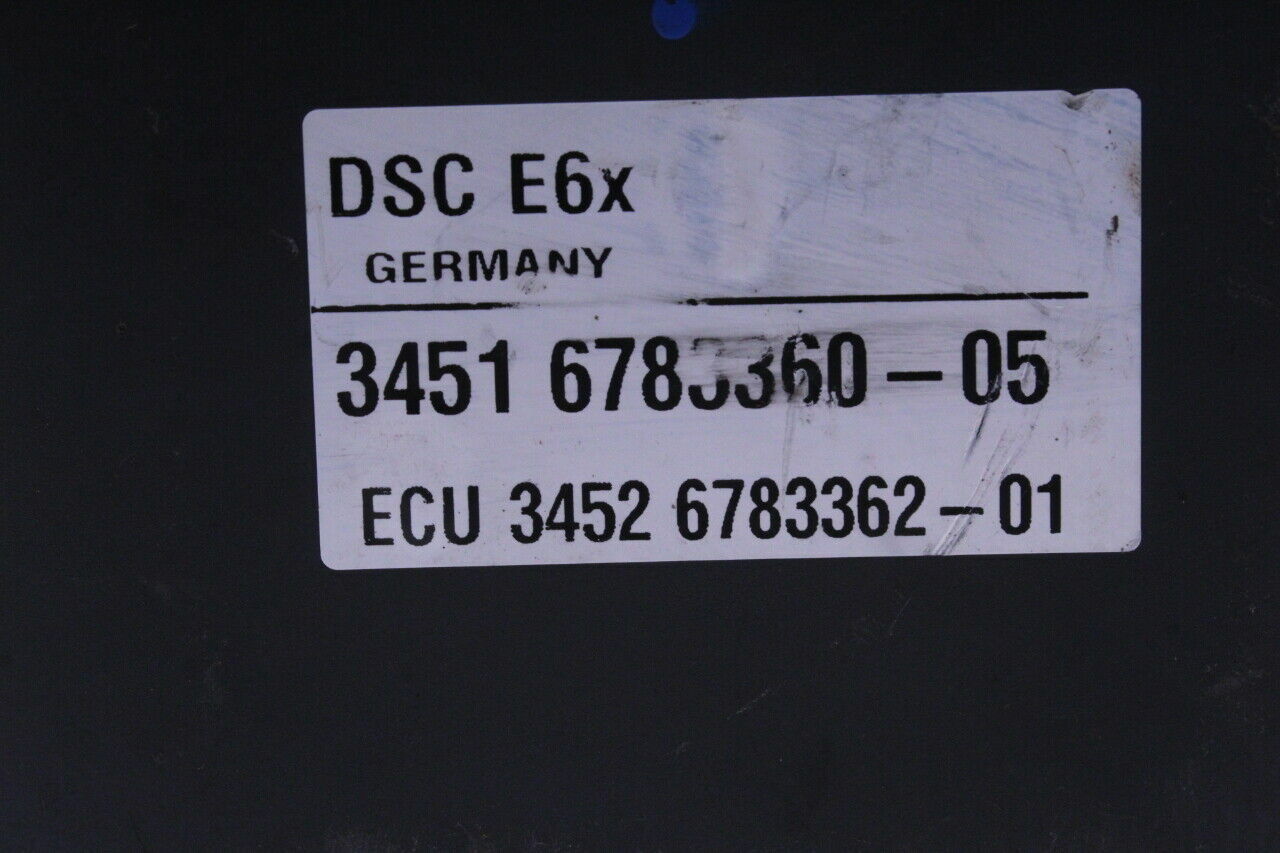 DSC E6x
GERMANY
3451 6783360-05
ECU 3452 6783362-01